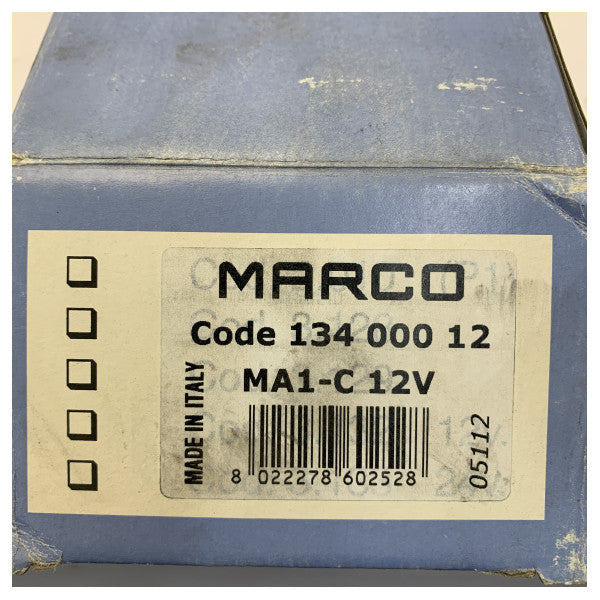 MARCO
Code 134 000 12
MA1-C 12V
MADE IN ITALY
8 022278 602528
05112